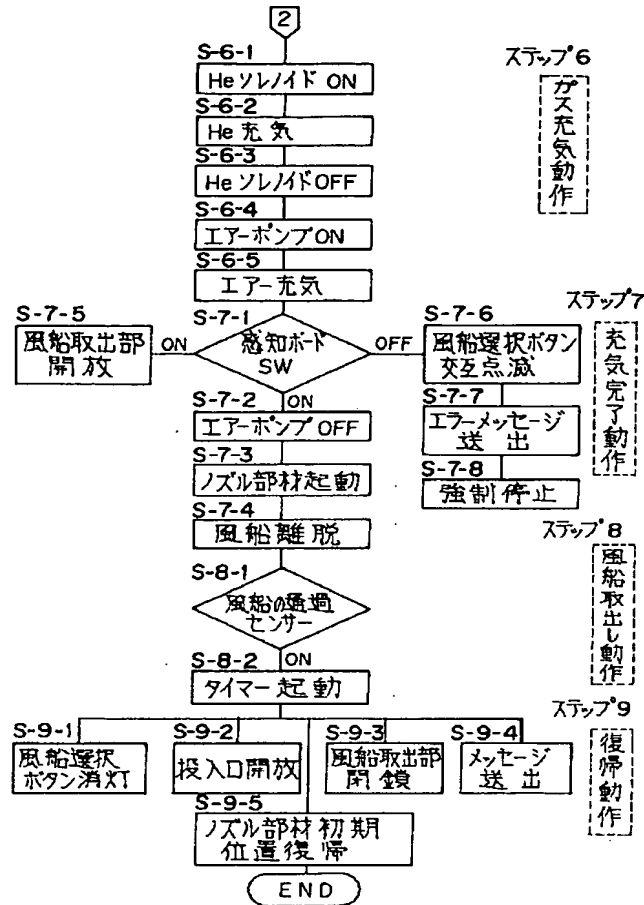 2
S-6-1
Heソレノイド ON
S-6-2
He 充気
S-6-3
Heソレノイド OFF
S-6-4
エアーポンプON
S-6-5
エアー充気
ステップ6
ガス充気動作
S-7-5
風船取出部
開放
ON
S-7-1
感知ボード
SW
OFF
S-7-6
風船選択ボタン
交互点滅
S-7-7
エラーメッセージ
送出
S-7-8
強制停止
ステップ7
充気完了動作
ON
S-7-2
エアーポンプ OFF
S-7-3
ノズル部材起動
S-7-4
風船離脱
S-8-1
風船の通過
センサー
ON
S-8-2
タイマー起動
ステップ8
風船取出し動作
S-9-1
風船選択
ボタン消灯
S-9-2
投入口開放
S-9-3
風船取出部
閉鎖
S-9-4
メッセージ
送出
ステップ9
復帰動作
S-9-5
ノズル部材初期
位置復帰
END